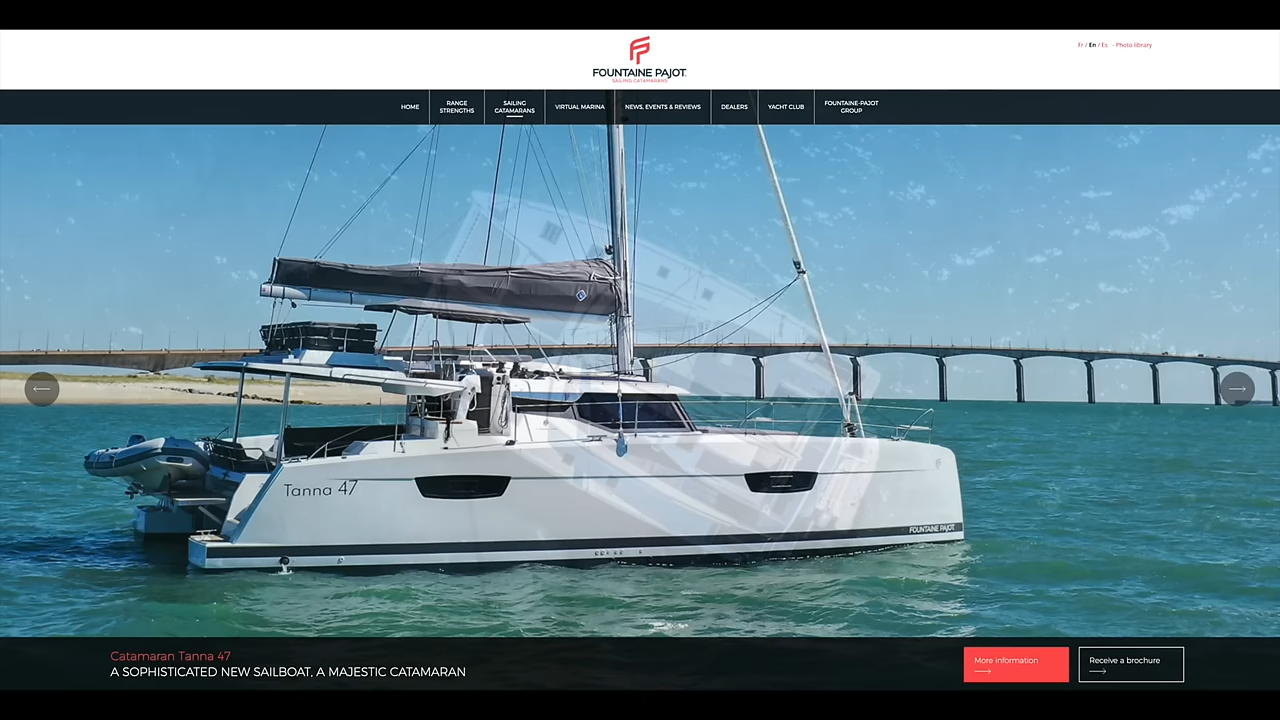 Fr / En / Es - Photo library
FOUNTAINE PAJOT
SAILING CATAMARANS
HOME
RANGE
STRENGTHS
SAILING
CATAMARANS
VIRTUAL MARINA
NEWS, EVENTS & REVIEWS
DEALERS
YACHT CLUB
FOUNTAINE-PAJOT
GROUP
Tanna 47
FOUNTAINE PAJOT
Catamaran Tanna 47
A SOPHISTICATED NEW SAILBOAT, A MAJESTIC CATAMARAN
More information
Receive a brochure